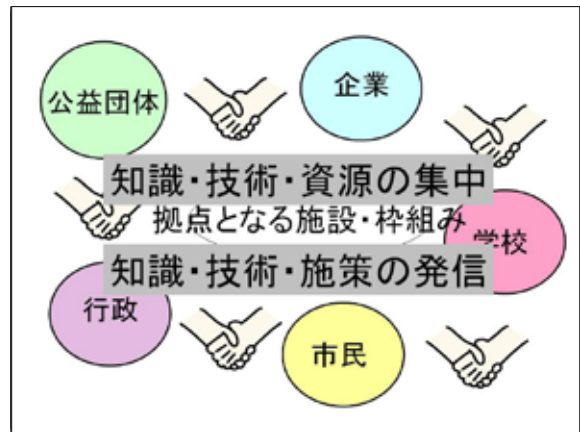 企業
公益団体
知識・技術・資源の集中
拠点となる施設・枠組み
学校
知識・技術・施策の発信
行政
市民